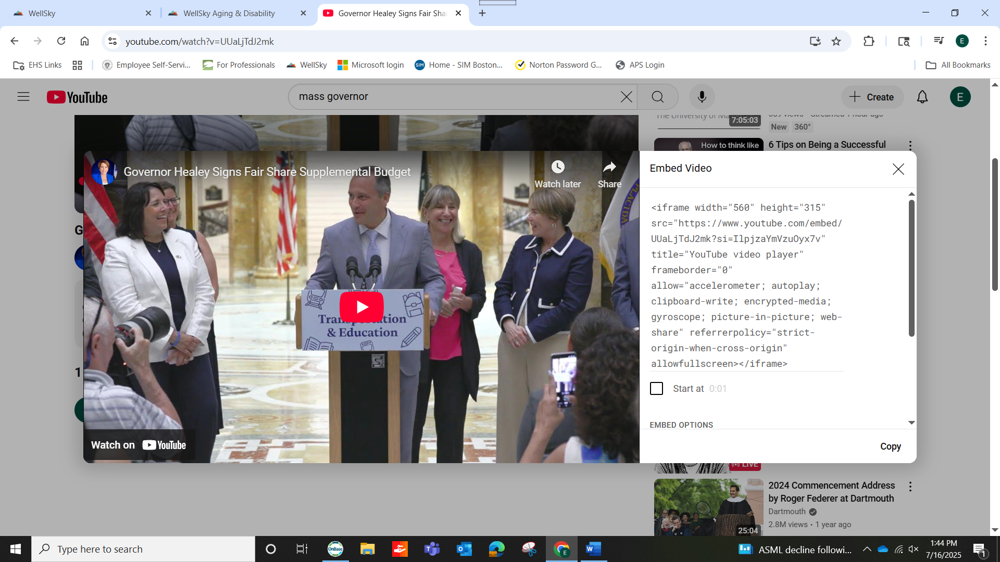 WellSky
WellSky Aging & Disability
Governor Healey Signs Fair Sha
youtube.com/watch?v=UUaLjTdJ2mk
E
EHS Links
Employee Self-Servi...
For Professionals
WellSky
Microsoft login
SIM
Home - SIM Boston...
Norton Password G...
APS Login
All Bookmarks
YouTube
mass governor
Create
E
7:05:03
New
360°
How to think like
6 Tips on Being a Successful
Governor Healey Signs Fair Share Supplemental Budget
Watch later
Share
PLACIDA
Transportation
& Education
Watch on YouTube
G
1
Embed Video
<iframe width="560" height="315"
src="https://www.youtube.com/embed/
UUaLjTdJ2mk?si=IlpjzaYmVzuOyx7v"
title="YouTube video player"
frameborder="0"
allow="accelerometer; autoplay;
clipboard-write; encrypted-media;
gyroscope; picture-in-picture; web-
share" referrerpolicy="strict-
origin-when-cross-origin"
allowfullscreen></iframe>
Start at 0:01
EMBED OPTIONS
Copy
LIVE
2024 Commencement Address
by Roger Federer at Dartmouth
Dartmouth
2.8M views • 1 year ago
25:04
Type here to search
OnBase
ASML decline followi...
1:44 PM
7/16/2025
1